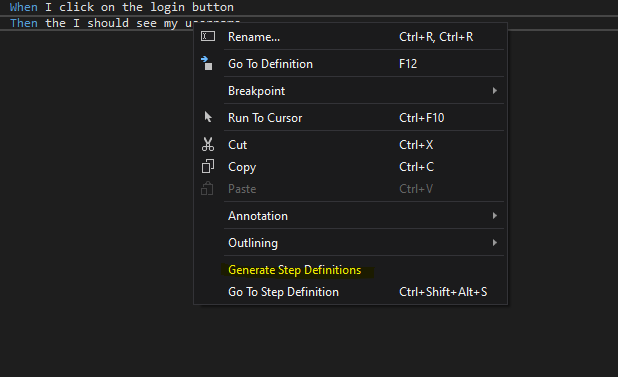 When I click on the login button
Then the I should see my username
Rename... Ctrl+R, Ctrl+R
Go To Definition F12
Breakpoint
Run To Cursor Ctrl+F10
Cut Ctrl+X
Copy Ctrl+C
Paste Ctrl+V
Annotation
Outlining
Generate Step Definitions
Go To Step Definition Ctrl+Shift+Alt+S